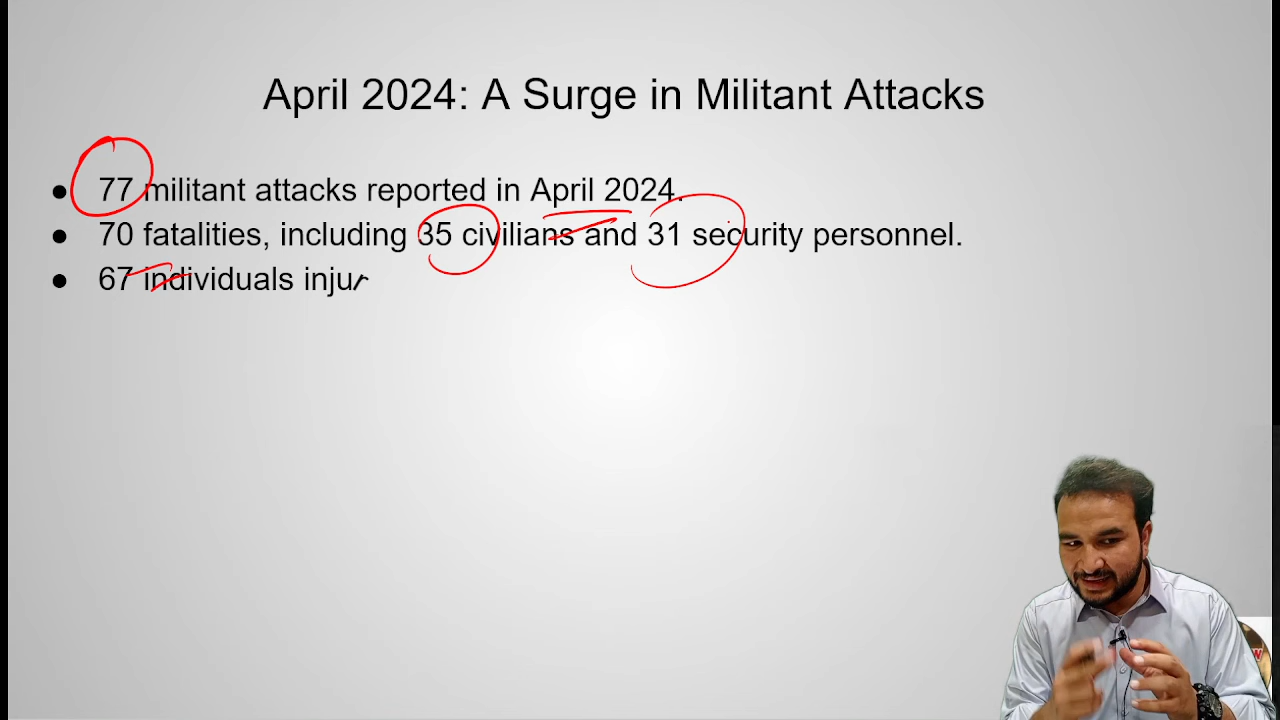 April 2024: A Surge in Militant Attacks
● 77 militant attacks reported in April 2024.
● 70 fatalities, including 35 civilians and 31 security personnel.
● 67 individuals injur